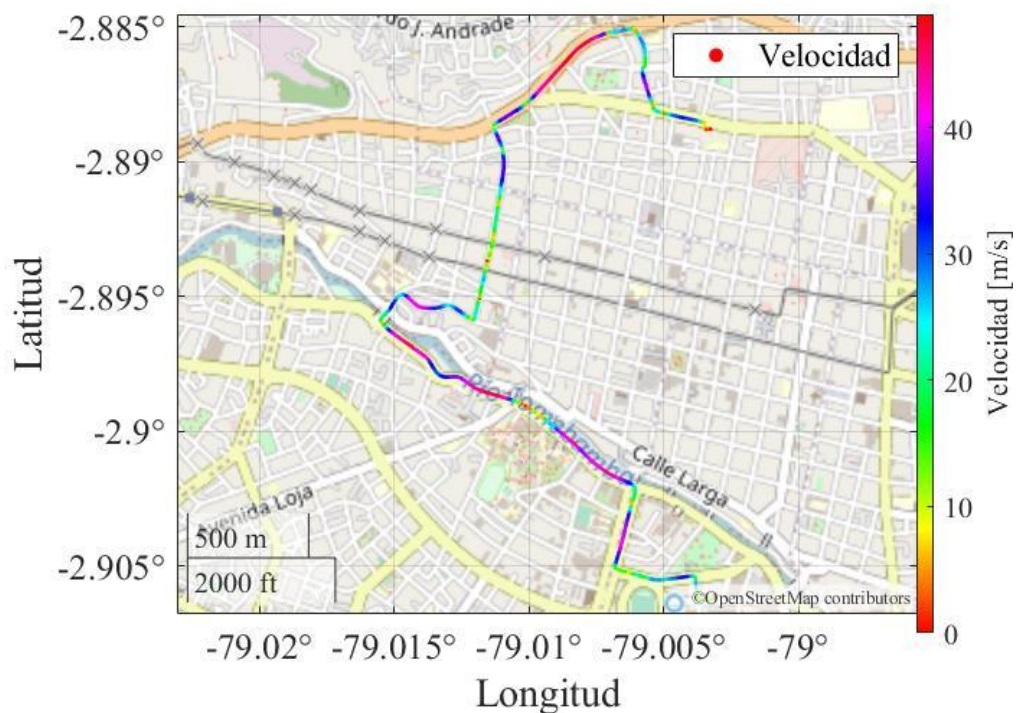 -2.885°
-2.89°
-2.895°
-2.9°
-2.905°
Latitud
do J. Andrade
Velocidad
Calle Larga
Avenida Loja
500 m
2000 ft
©OpenStreetMap contributors
-79.02°
-79.015°
-79.01°
-79.005°
-79°
Longitud
40
30
20
10
0
Velocidad [m/s]